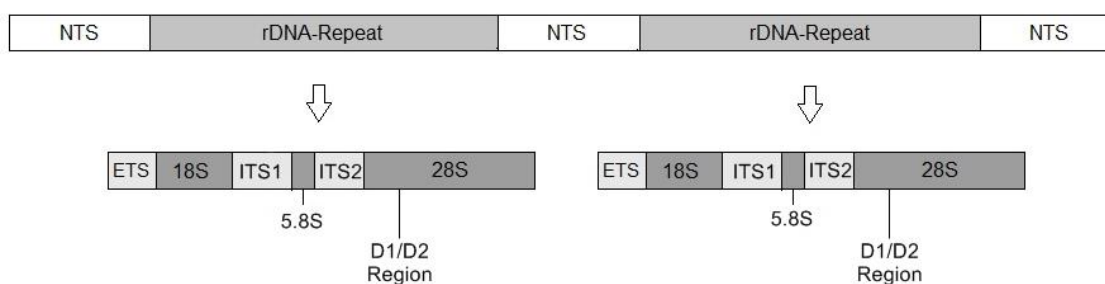 NTS rDNA-Repeat NTS rDNA-Repeat NTS
ETS 18S ITS1 ITS2 28S ETS 18S ITS1 ITS2 28S
5.8S 5.8S
D1/D2 D1/D2
Region Region